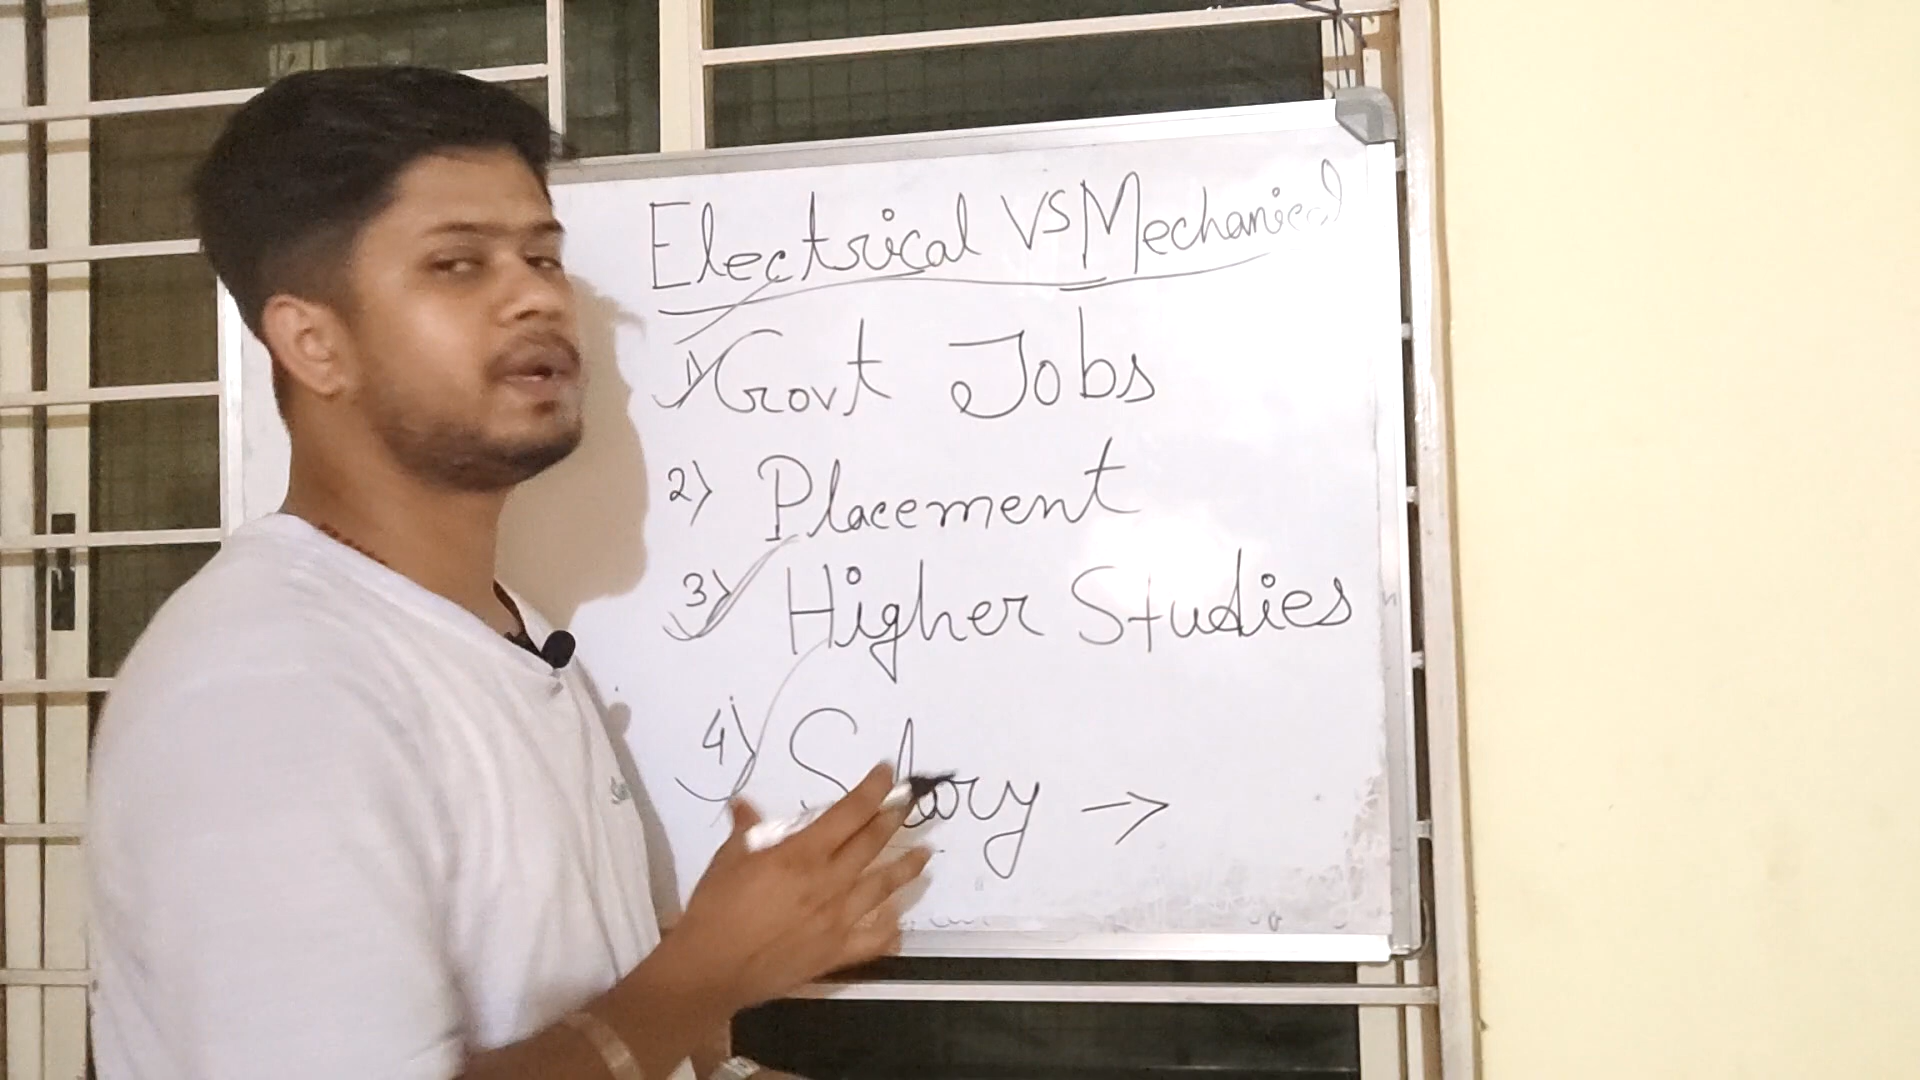 Electrical VS Mechanical
1) Govt Jobs
2) Placement
3) Higher Studies
4) Salary →